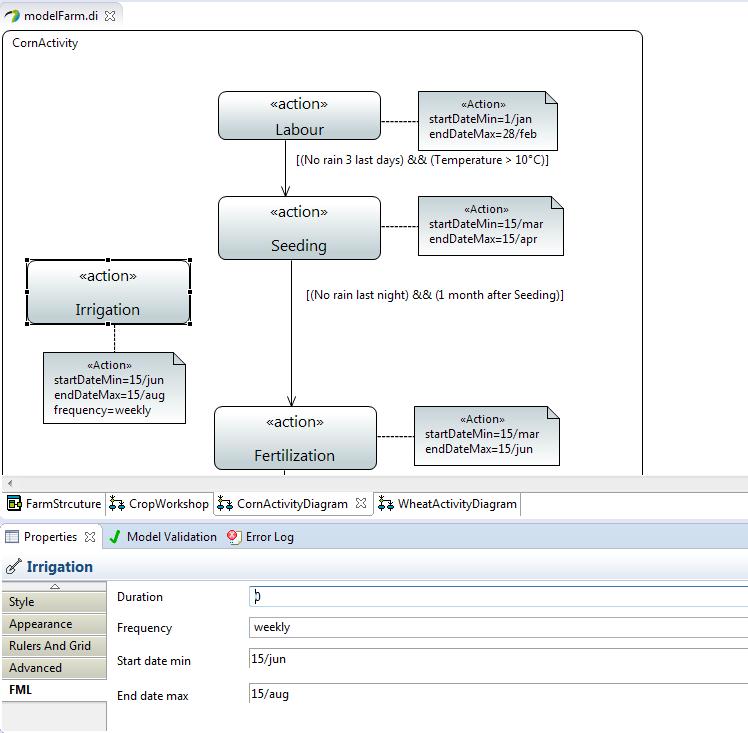 modelFarm.di
CornActivity
«action»
Labour
«Action»
startDateMin=1/jan
endDateMax=28/feb
[(No rain 3 last days) && (Temperature > 10°C)]
«action»
Seeding
«Action»
startDateMin=15/mar
endDateMax=15/apr
«action»
Irrigation
[(No rain last night) && (1 month after Seeding)]
«Action»
startDateMin=15/jun
endDateMax=15/aug
frequency=weekly
«action»
Fertilization
«Action»
startDateMin=15/mar
endDateMax=15/jun
FarmStrcuture CropWorkshop CornActivityDiagram WheatActivityDiagram
Properties Model Validation Error Log
Irrigation
Style
Appearance
Rulers And Grid
Advanced
FML
Duration 0
Frequency weekly
Start date min 15/jun
End date max 15/aug